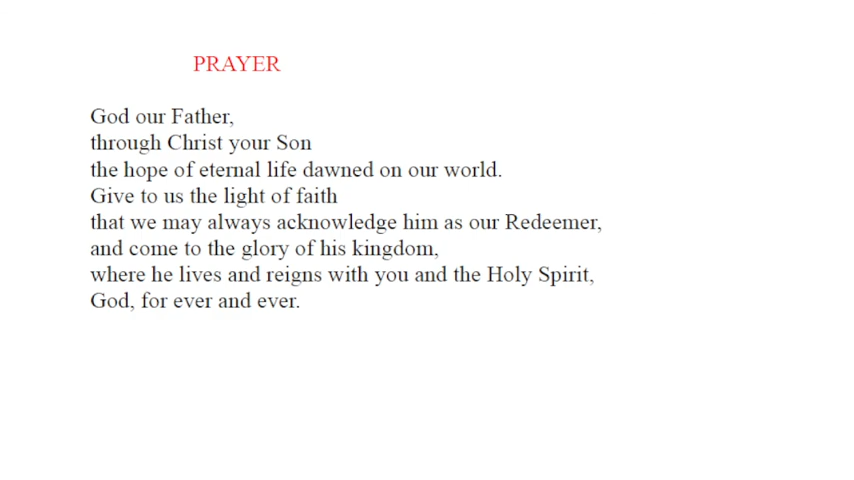 PRAYER
God our Father,
through Christ your Son
the hope of eternal life dawned on our world.
Give to us the light of faith
that we may always acknowledge him as our Redeemer,
and come to the glory of his kingdom,
where he lives and reigns with you and the Holy Spirit,
God, for ever and ever.